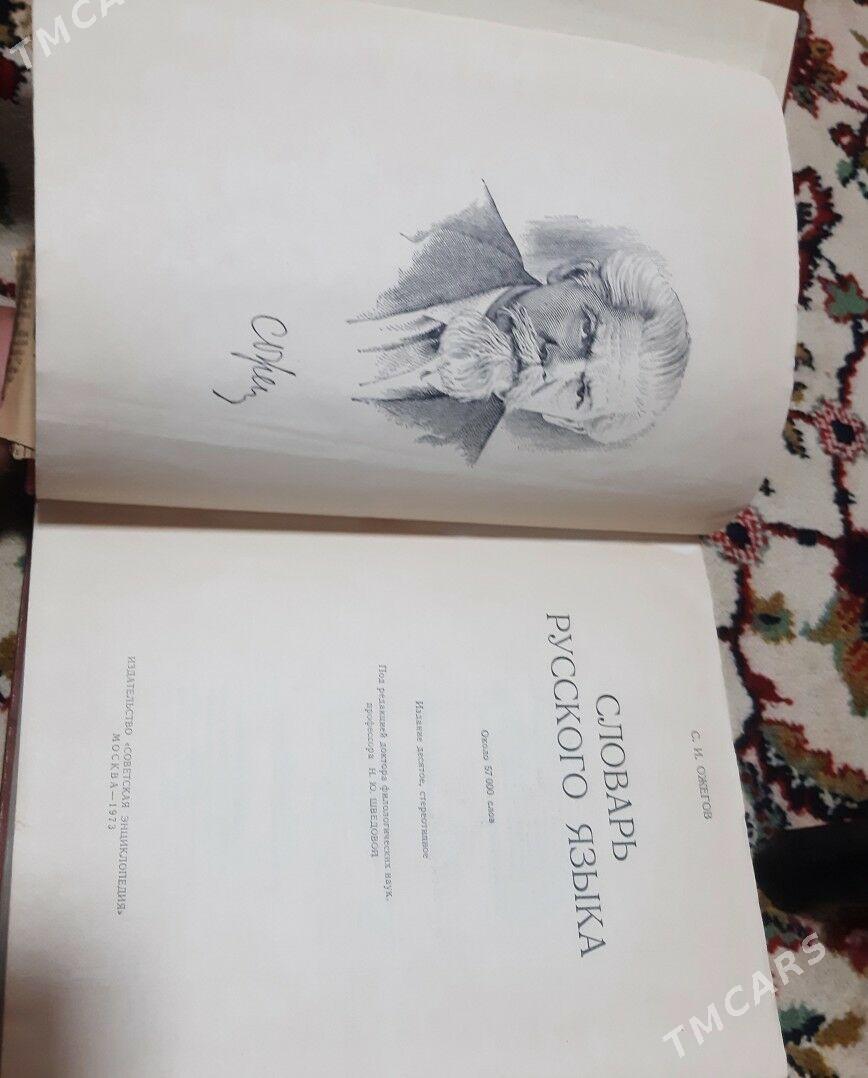 TMCARS
С. И. ОЖЕГОВ
СЛОВАРЬ
РУССКОГО ЯЗЫКА
Около 57 000 слов
Издание десятое, стереотипное
Под редакцией доктора филологических наук,
профессора Н. Ю. ШВЕДОВОЙ
ИЗДАТЕЛЬСТВО «СОВЕТСКАЯ ЭНЦИКЛОПЕДИЯ»
МОСКВА—1973
TMCARS